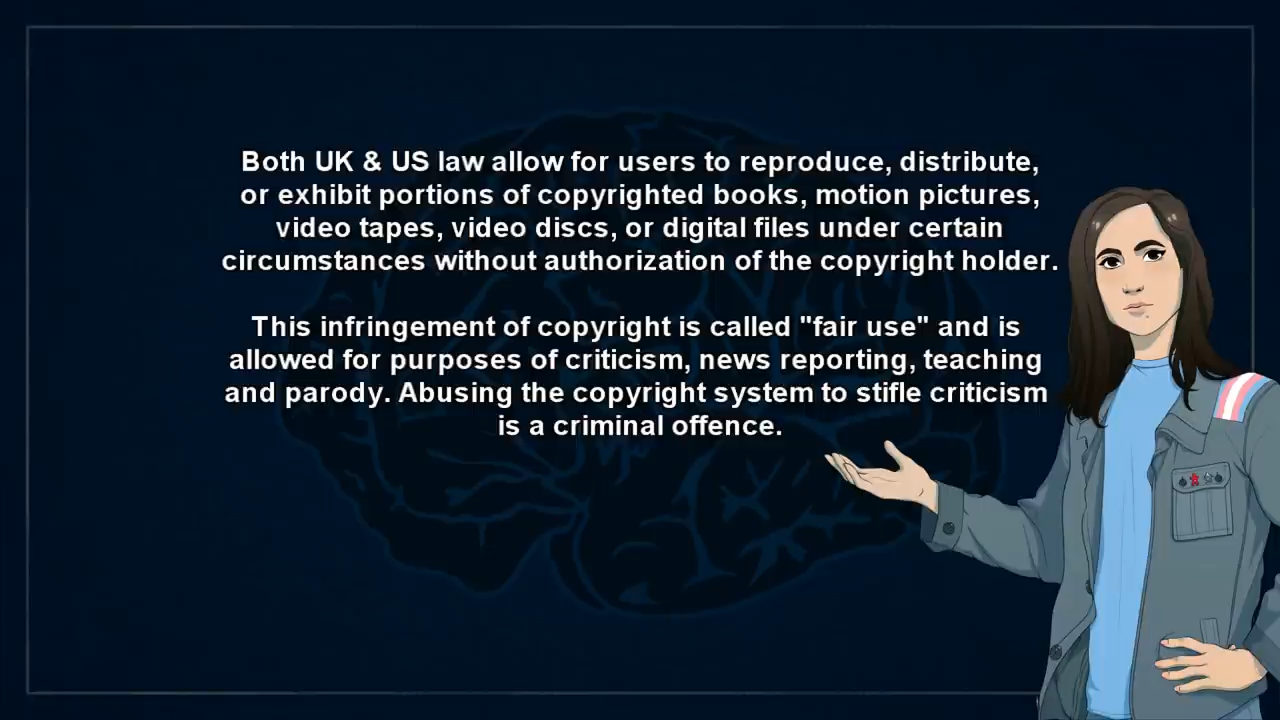 Both UK & US law allow for users to reproduce, distribute,
or exhibit portions of copyrighted books, motion pictures,
video tapes, video discs, or digital files under certain
circumstances without authorization of the copyright holder.
This infringement of copyright is called "fair use" and is
allowed for purposes of criticism, news reporting, teaching
and parody. Abusing the copyright system to stifle criticism
is a criminal offence.